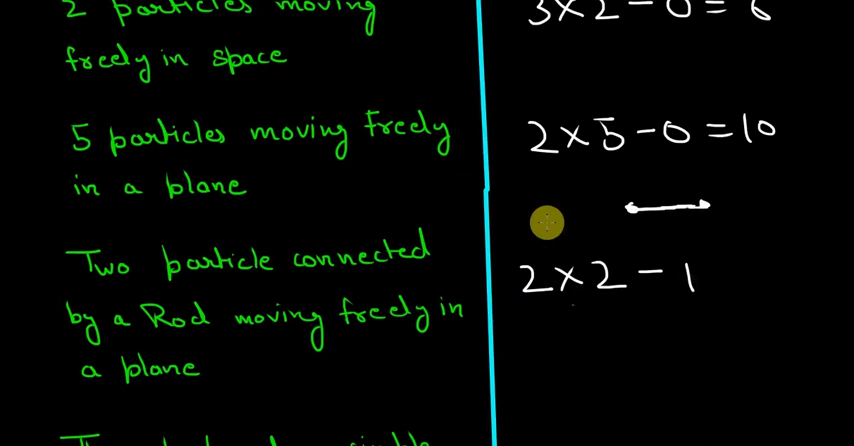 2 particles moving
freely in space
3×2-0=6
5 particles moving Freely
in a plane
2×5-0=10
Two particle connected
by a Rod moving freely in
a plane
2×2-1